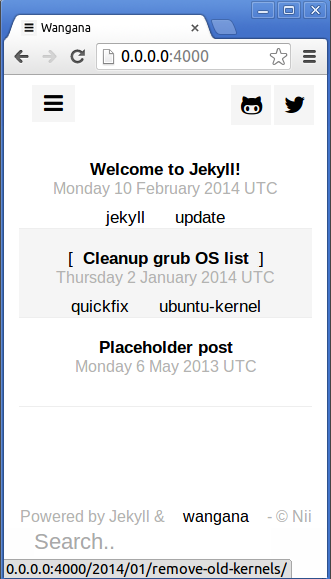 Wangana
0.0.0.0:4000
Welcome to Jekyll!
Monday 10 February 2014 UTC
jekyll update
[ Cleanup grub OS list ]
Thursday 2 January 2014 UTC
quickfix ubuntu-kernel
Placeholder post
Monday 6 May 2013 UTC
Powered by Jekyll & wangana - © Nii
Search..
0.0.0.0:4000/2014/01/remove-old-kernels/